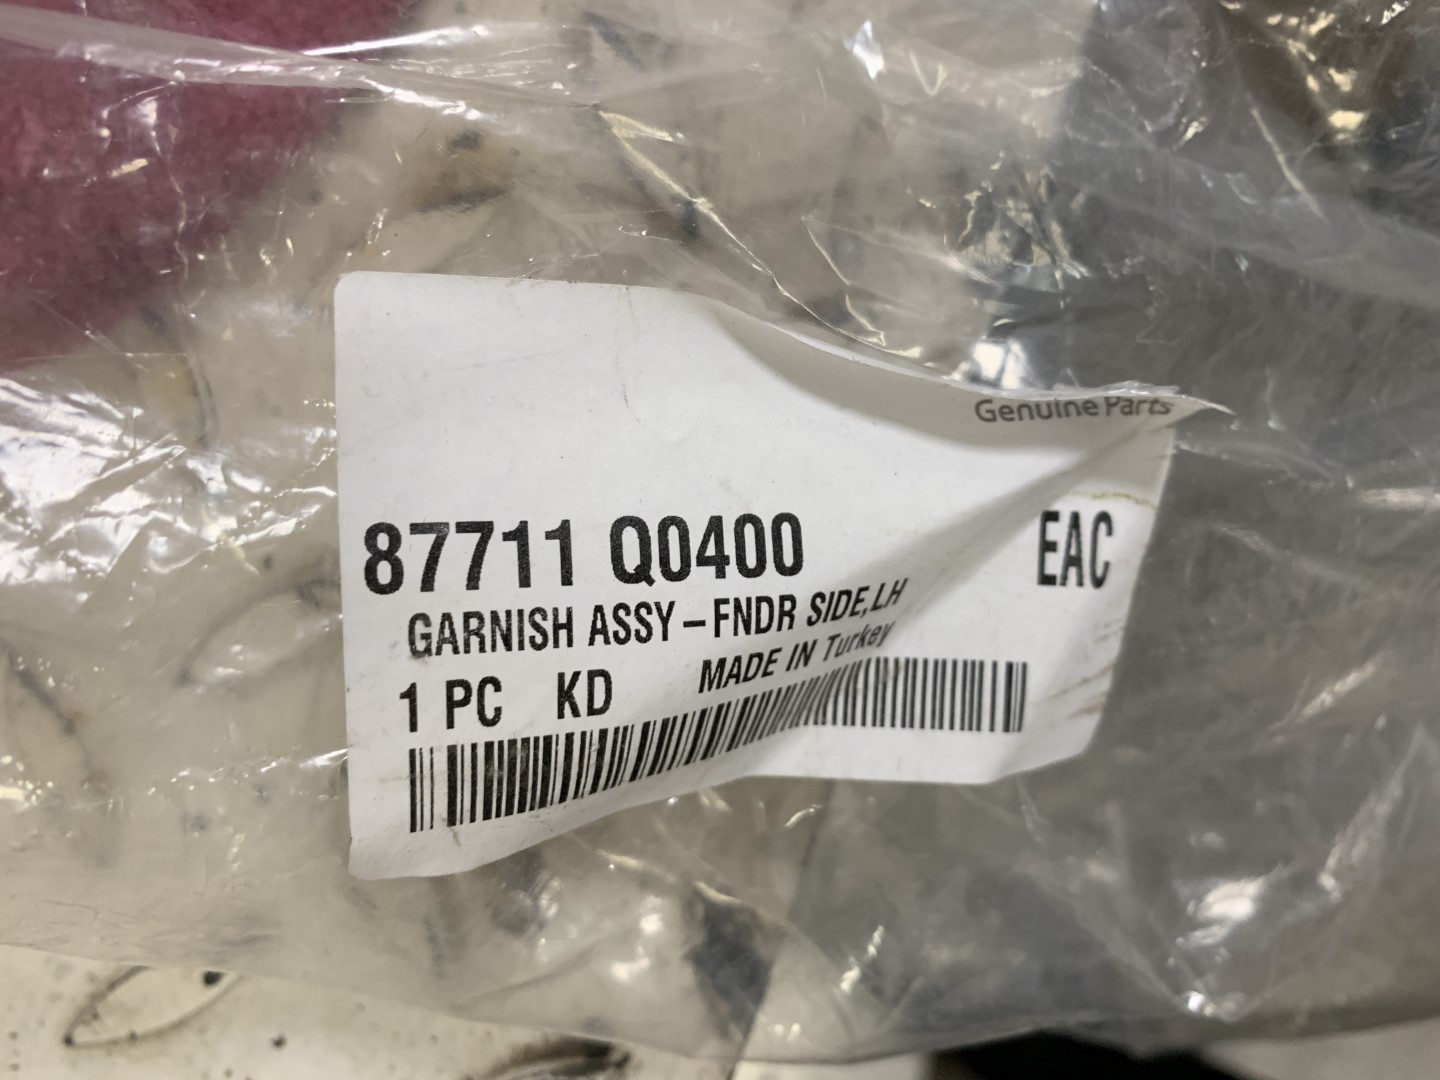 Genuine Parts
87711 Q0400 EAC
GARNISH ASSY-FNDR SIDE,LH
1 PC KD MADE IN Turkey